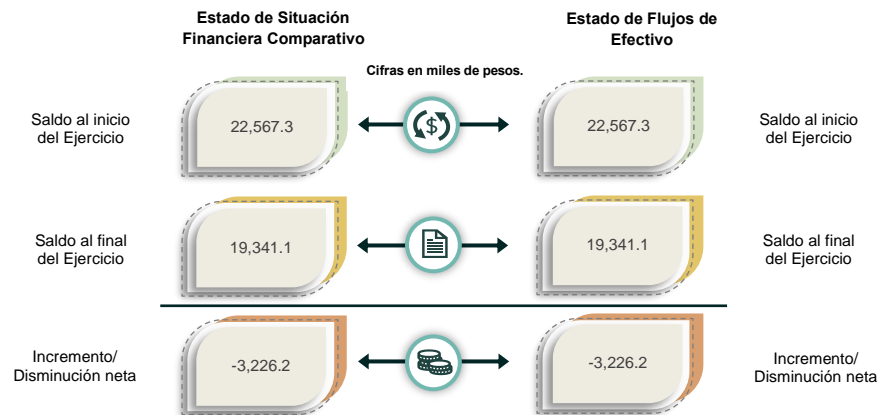 Estado de Situación
Financiera Comparativo
Estado de Flujos de
Efectivo
Cifras en miles de pesos.
Saldo al inicio
del Ejercicio
22,567.3
$
22,567.3
Saldo al inicio
del Ejercicio
Saldo al final
del Ejercicio
19,341.1
19,341.1
Saldo al final
del Ejercicio
Incremento/
Disminución neta
-3,226.2
-3,226.2
Incremento/
Disminución neta